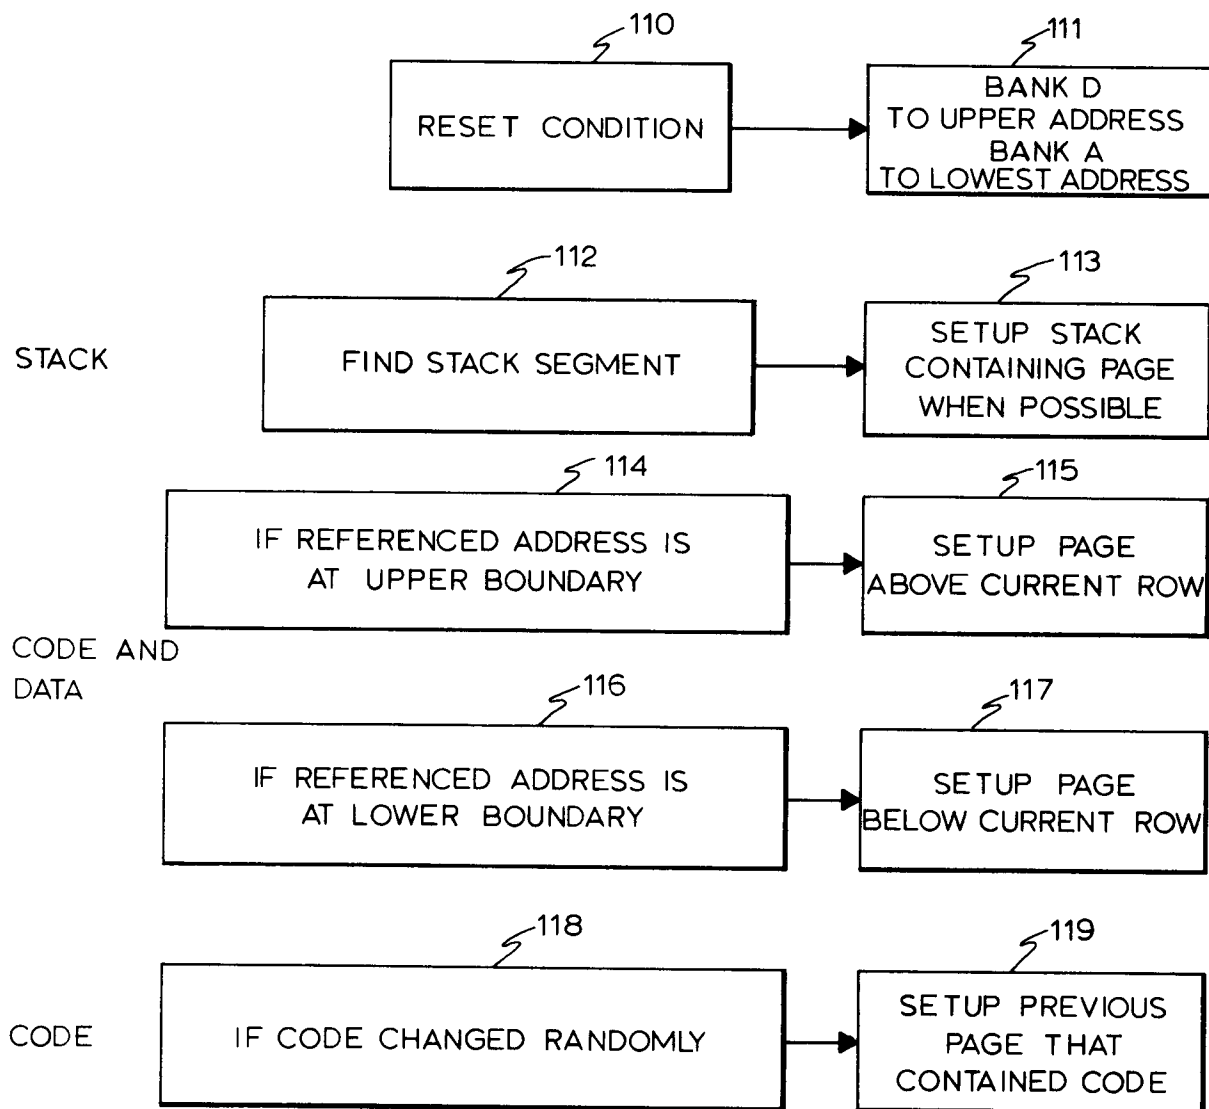 110
111
RESET CONDITION
BANK D
TO UPPER ADDRESS
BANK A
TO LOWEST ADDRESS
112
113
STACK
FIND STACK SEGMENT
SETUP STACK
CONTAINING PAGE
WHEN POSSIBLE
114
115
IF REFERENCED ADDRESS IS
AT UPPER BOUNDARY
SETUP PAGE
ABOVE CURRENT ROW
CODE AND
DATA
116
117
IF REFERENCED ADDRESS IS
AT LOWER BOUNDARY
SETUP PAGE
BELOW CURRENT ROW
118
119
CODE
IF CODE CHANGED RANDOMLY
SETUP PREVIOUS
PAGE THAT
CONTAINED CODE